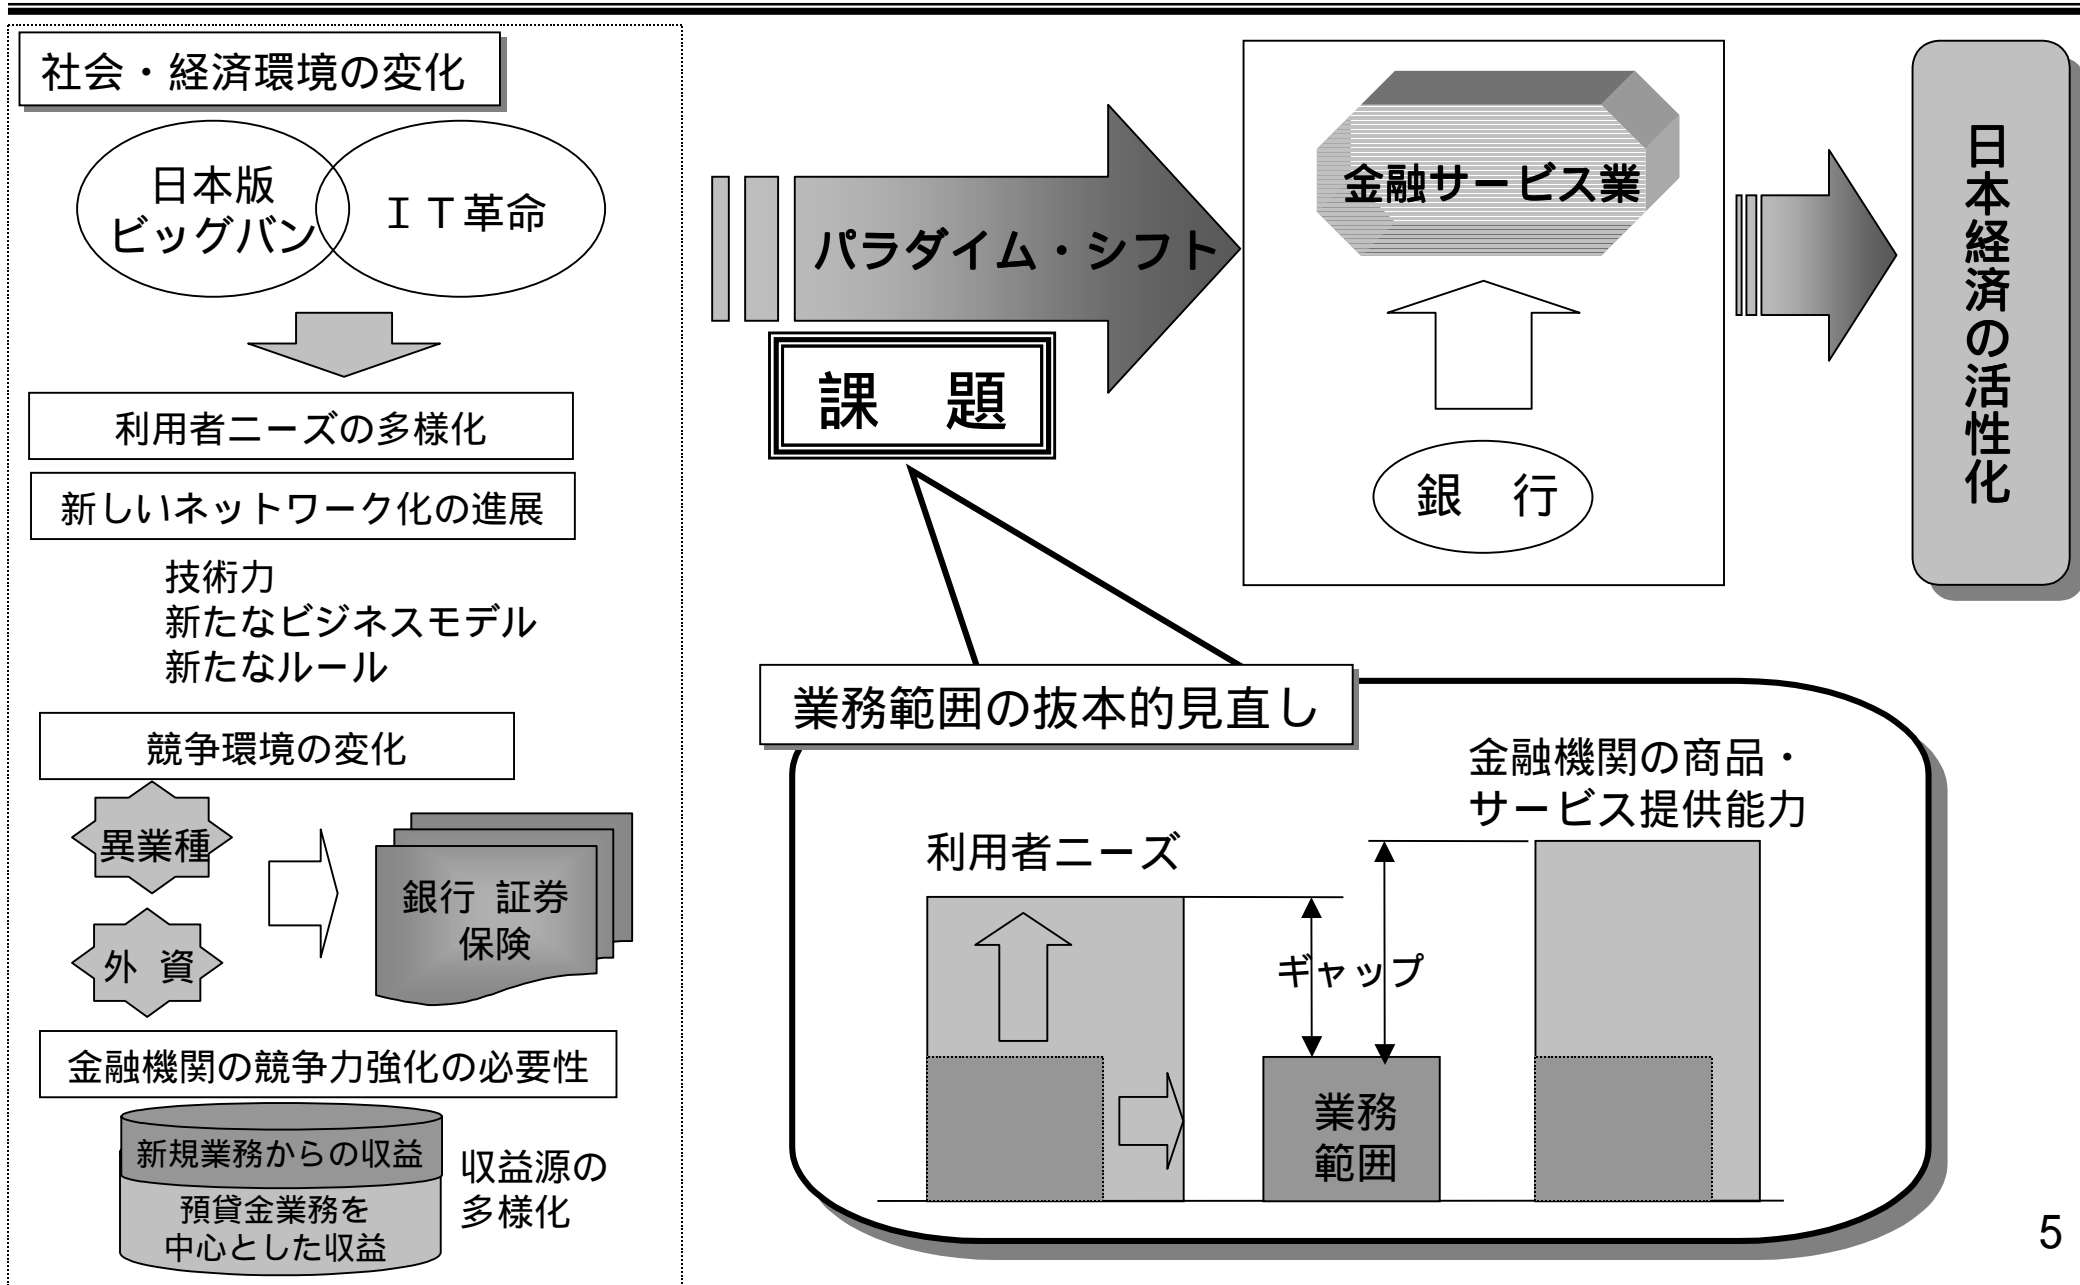 社会・経済環境の変化
日本版
ビッグバン
ＩＴ革命
利用者ニーズの多様化
新しいネットワーク化の進展
技術力
新たなビジネスモデル
新たなルール
競争環境の変化
異業種
外 資
銀行 証券
保険
金融機関の競争力強化の必要性
新規業務からの収益
預貸金業務を
中心とした収益
収益源の
多様化
パラダイム・シフト
課　題
金融サービス業
銀　行
日本経済の活性化
業務範囲の抜本的見直し
利用者ニーズ
金融機関の商品・
サービス提供能力
ギャップ
業務
範囲
5